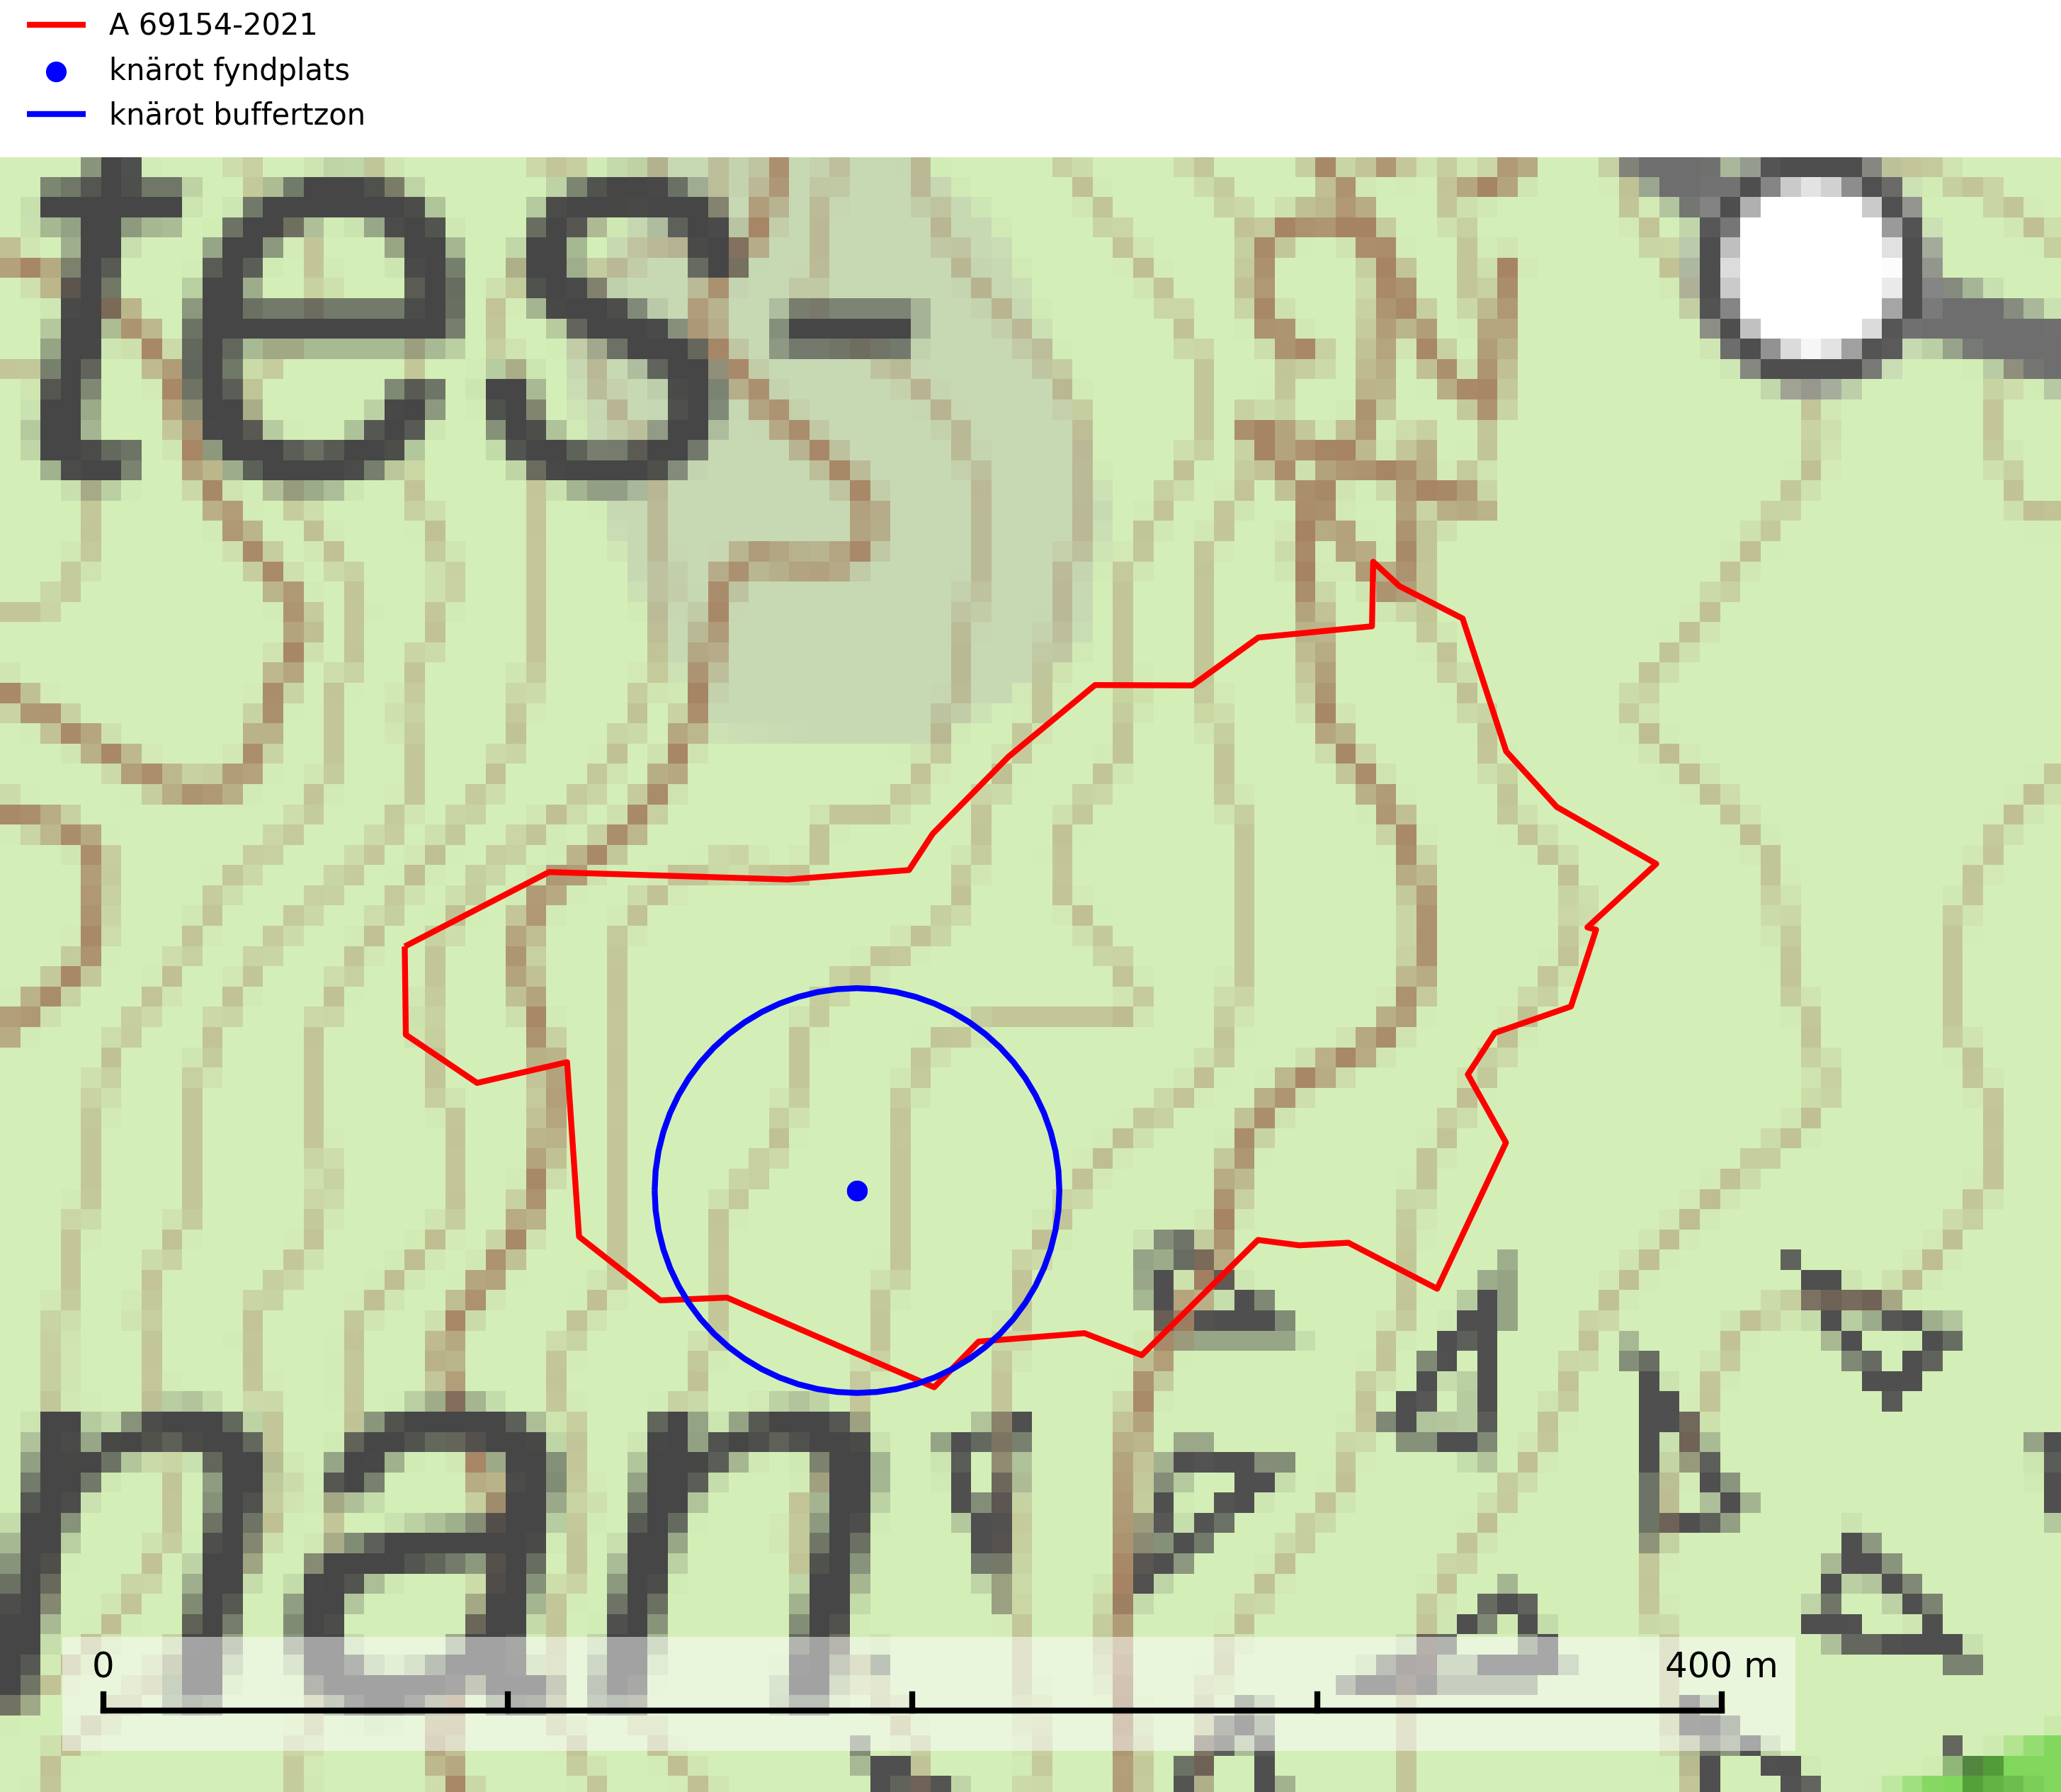 A 69154-2021
knärot fyndplats
knärot buffertzon
tes-
nan
0 400 m